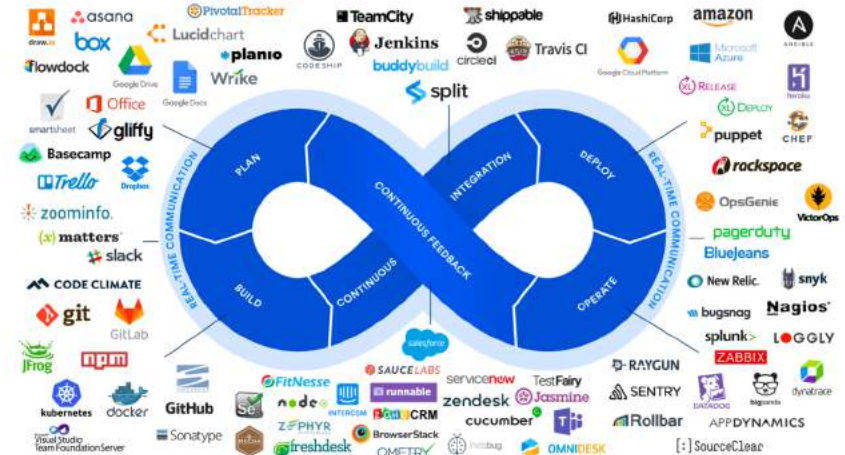 draw.io
asana
PivotalTracker
TeamCity
shippable
HashiCorp
amazon
ANSIBLE
box
Lucidchart
CODESHIP
Jenkins
circleci
Travis CI
Google Cloud Platform
Microsoft
Azure
flowdock
Google Drive
planio
buddybuild
Wrike
Google Docs
split
XL RELEASE
heroku
smartsheet
Office
gliffy
XL DEPLOY
puppet
CHEF
Basecamp
Trello
Dropbox
rackspace
zoominfo.
OpsGenie
VictorOps
(x) matters
slack
pagerduty
BlueJeans
CODE CLIMATE
New Relic.
snyk
git
GitLab
bugsnag
Nagios
splunk>
LOGGLY
JFrog
npm
ZABBIX
REAL-TIME COMMUNICATION
PLAN
BUILD
CONTINUOUS
INTEGRATION
CONTINUOUS FEEDBACK
DEPLOY
OPERATE
REAL-TIME COMMUNICATION
salesforce
SAUCELABS
FitNesse
servicenow
TestFairy
RAYGUN
kubernetes
docker
GitHub
Se
node
INTERCOM
runnable
zendesk
Jasmine
SENTRY
DATADOG
bigpanda
dynatrace
CRM
cucumber
Rollbar
APPDYNAMICS
Visual Studio
Team Foundation Server
Sonatype
MOCHA
ZEPHYR
freshdesk
BrowserStack
instabug
OMNIDESK
[:] SourceClear